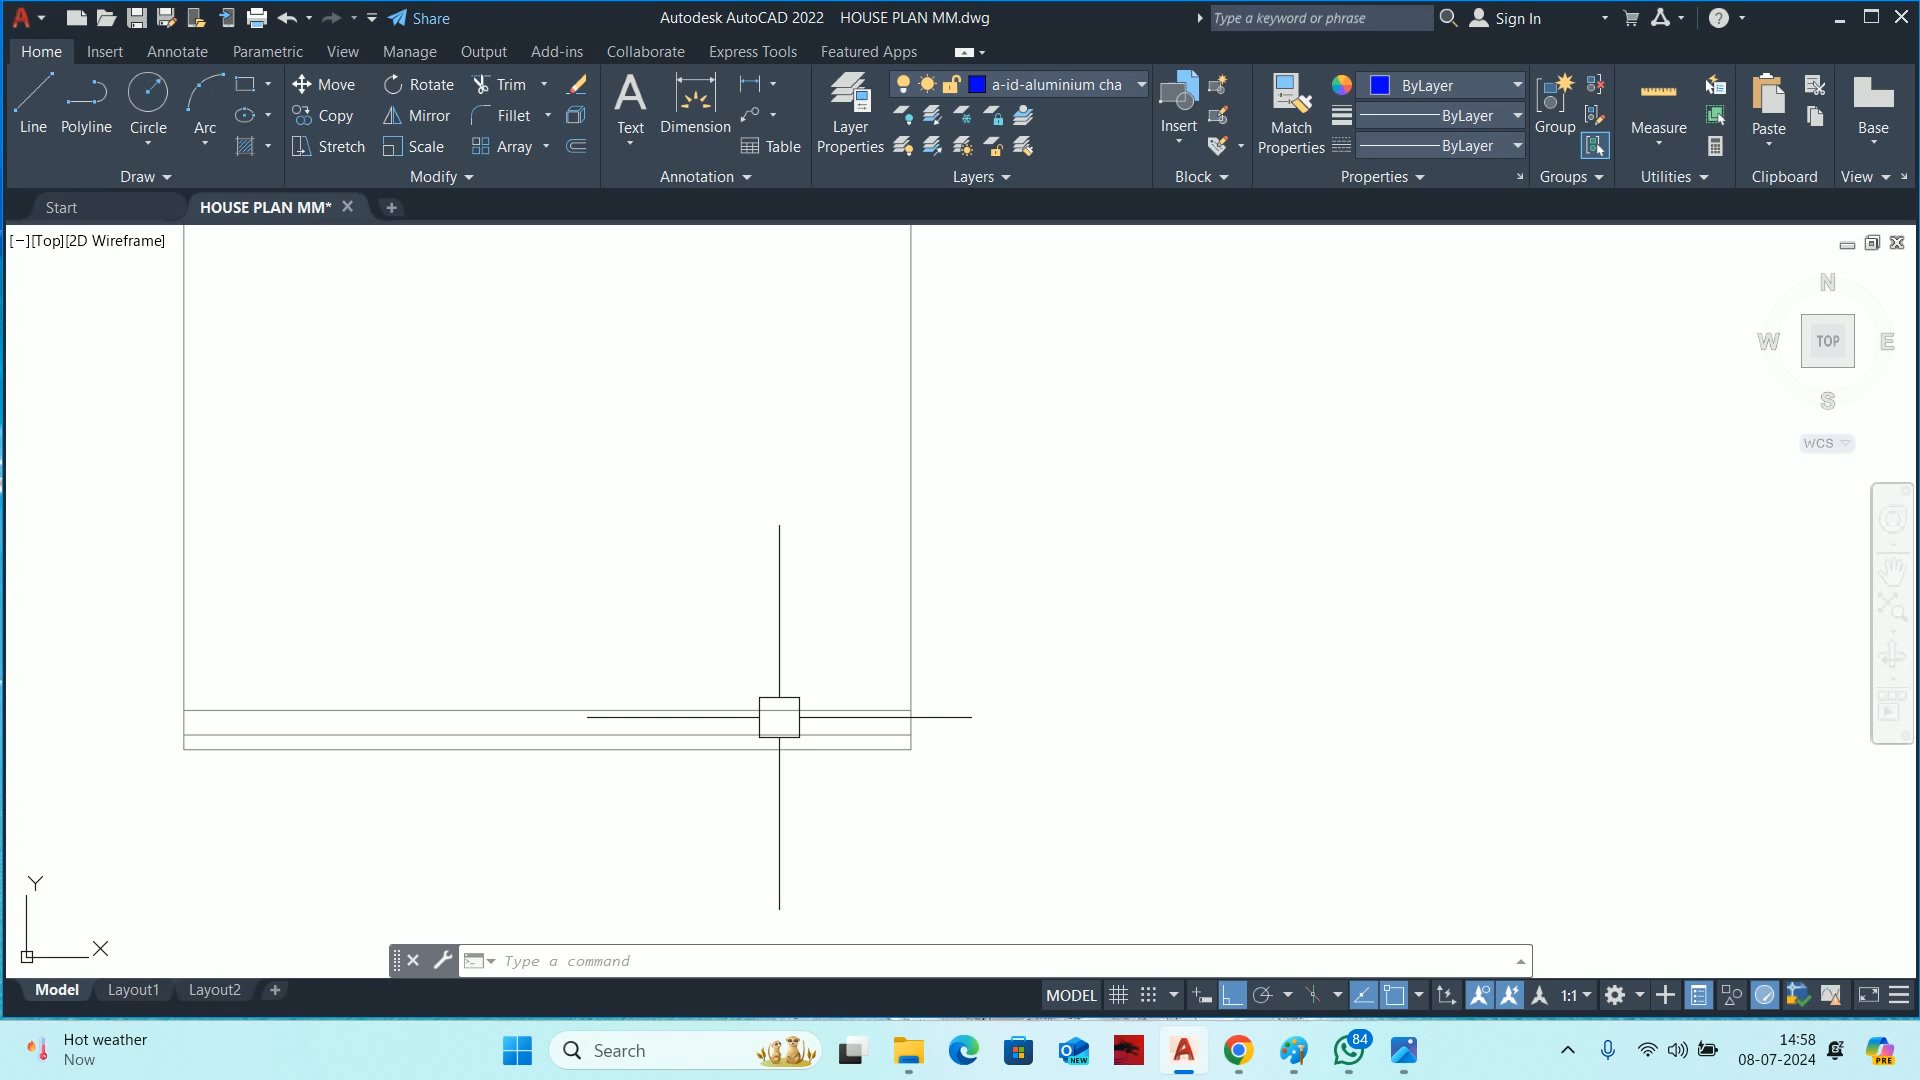 Share
Autodesk AutoCAD 2022 HOUSE PLAN MM.dwg
Type a keyword or phrase
Sign In
Home Insert Annotate Parametric View Manage Output Add-ins Collaborate Express Tools Featured Apps
Line Polyline Circle Arc
Move Rotate Trim
Copy Mirror Fillet
Stretch Scale Array
Text Dimension
Table
Layer Properties
a-id-aluminium cha
Insert
Match Properties
ByLayer
ByLayer
ByLayer
Group
Measure
Paste
Base
Draw Modify Annotation Layers Block Properties Groups Utilities Clipboard View
Start HOUSE PLAN MM*
[−][Top][2D Wireframe]
N
W TOP E
S
WCS
Y
X
Type a command
Model Layout1 Layout2
MODEL
1:1
Hot weather
Now
Search
NEW
84
14:58
08-07-2024
PRE